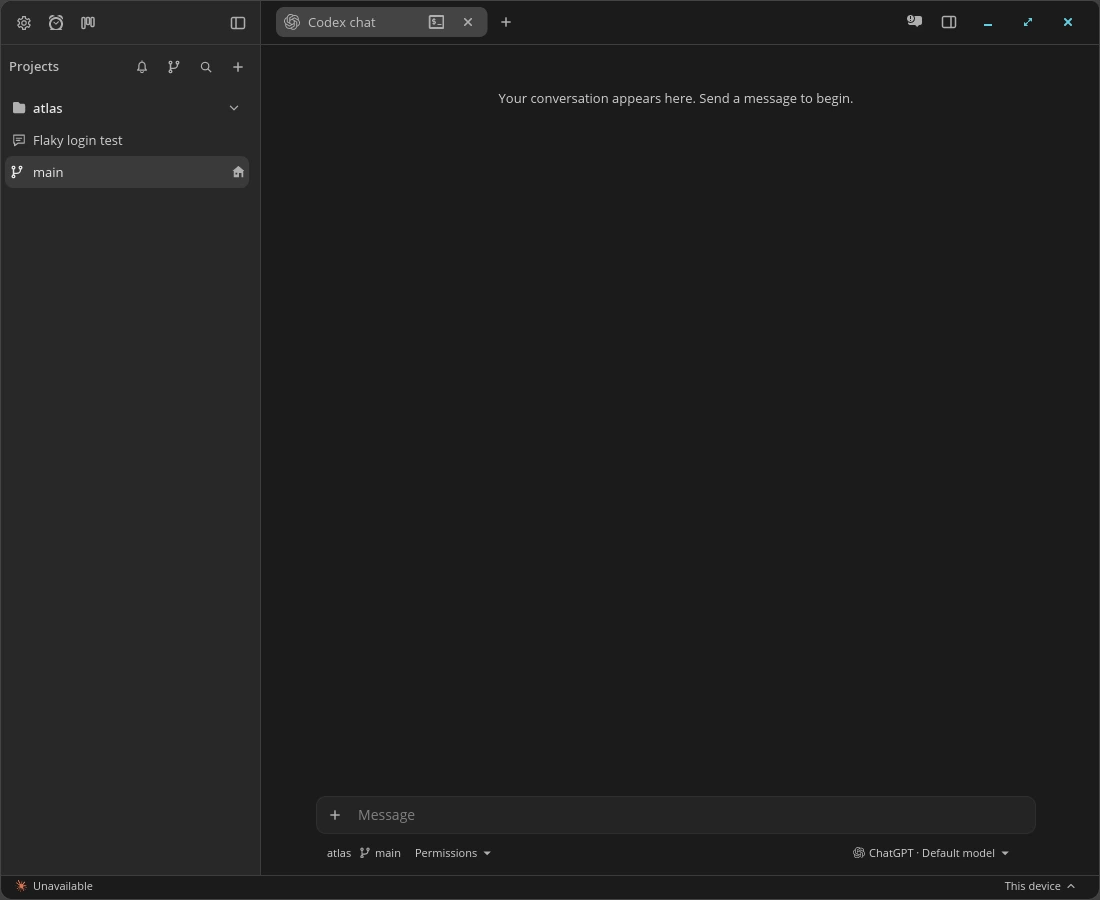 Codex chat
Projects
atlas
Flaky login test
main
Your conversation appears here. Send a message to begin.
Message
atlas main Permissions ChatGPT · Default model
Unavailable This device